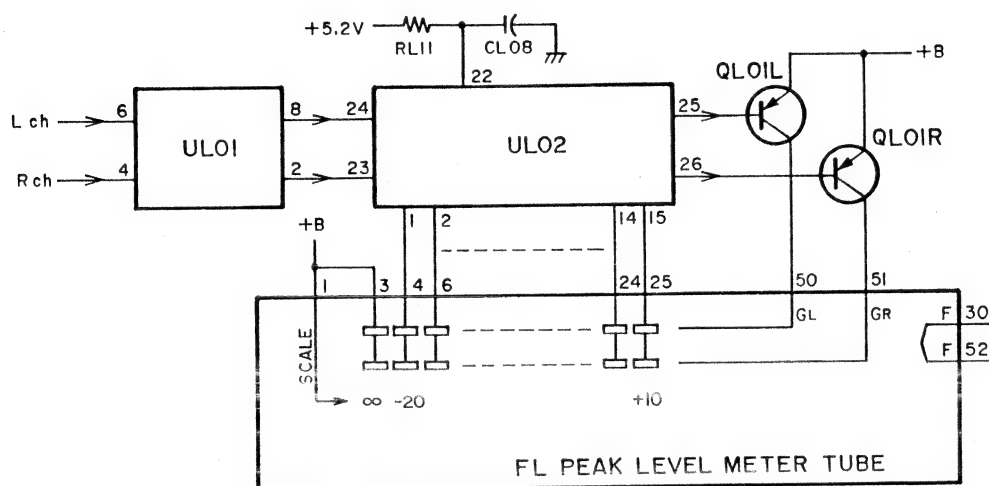 +5.2V
RL11
CL08
22
+B
QL01L
QL01R
L ch
6
8
24
25
UL01
UL02
R ch
4
2
23
26
1
2
14
15
+B
1
3
4
6
24
25
50
51
GL
GR
F
30
F
52
SCALE
∞
-20
+10
FL PEAK LEVEL METER TUBE